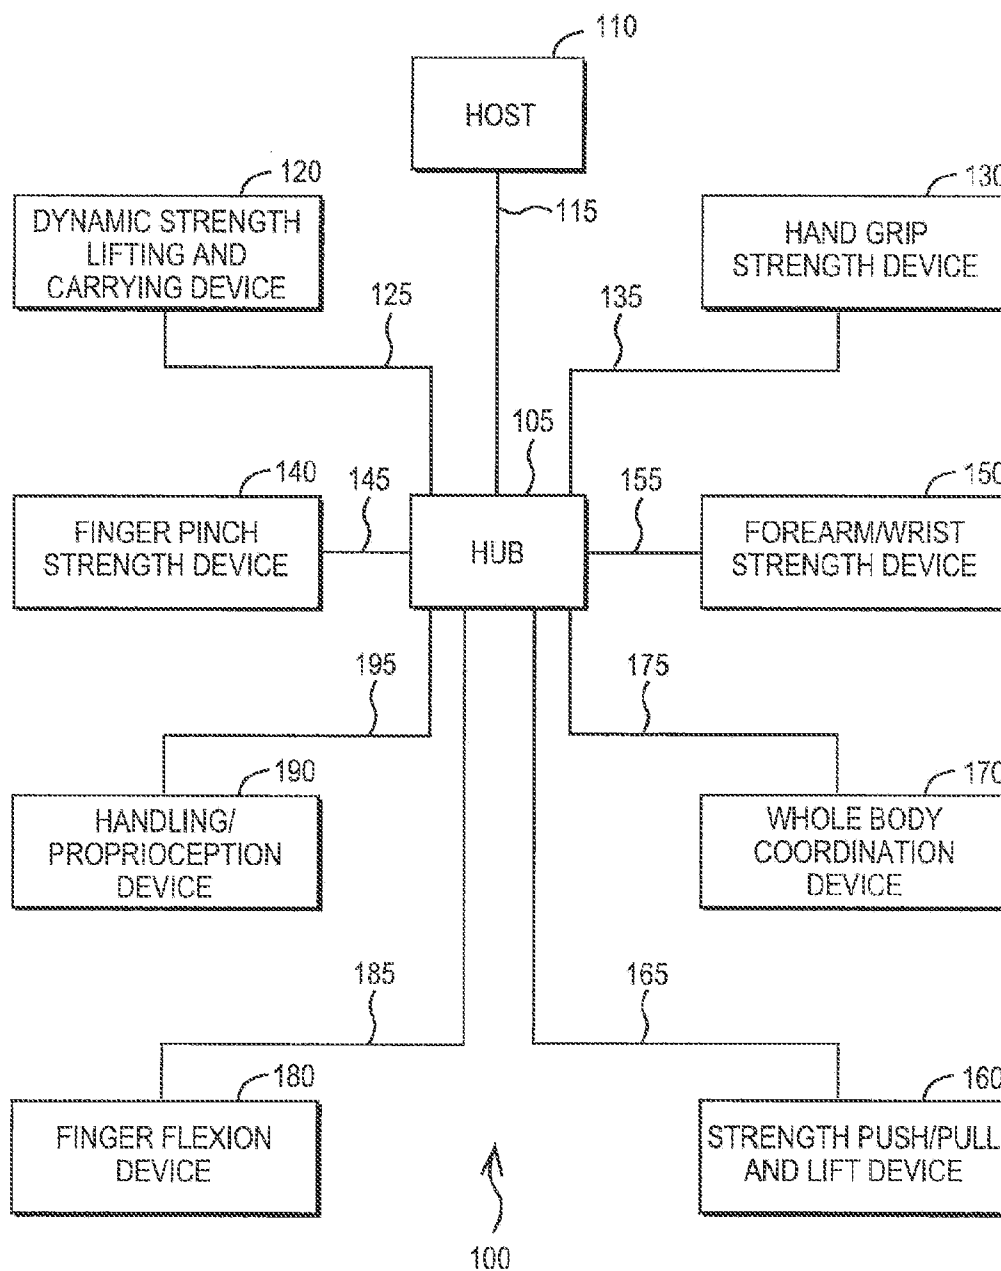 110
HOST
120
130
DYNAMIC STRENGTH
LIFTING AND
CARRYING DEVICE
115
HAND GRIP
STRENGTH DEVICE
125
135
105
140
145
155
150
FINGER PINCH
STRENGTH DEVICE
HUB
FOREARM/WRIST
STRENGTH DEVICE
195
175
190
170
HANDLING/
PROPRIOCEPTION
DEVICE
WHOLE BODY
COORDINATION
DEVICE
185
165
180
160
FINGER FLEXION
DEVICE
STRENGTH PUSH/PULL
AND LIFT DEVICE
100